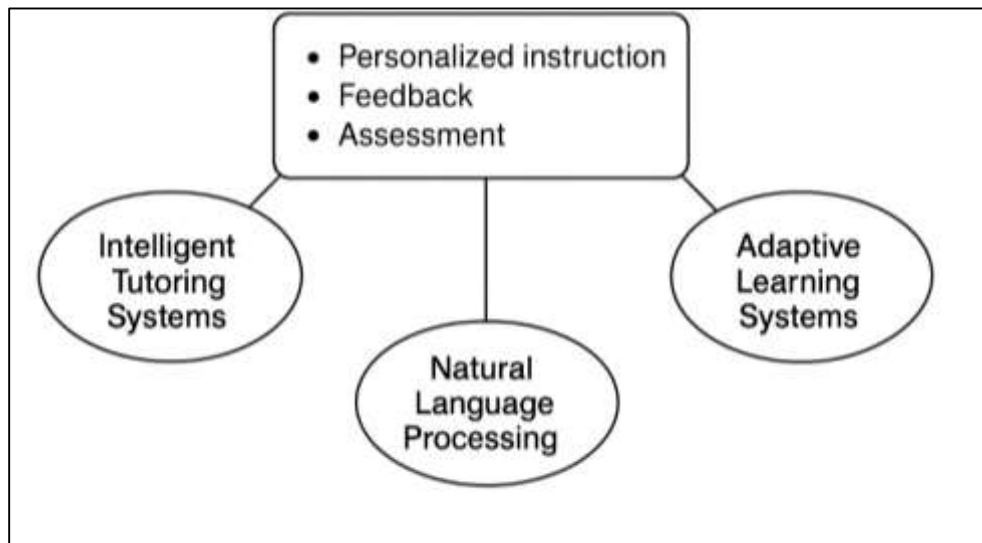 • Personalized instruction
• Feedback
• Assessment
Intelligent
Tutoring
Systems
Natural
Language
Processing
Adaptive
Learning
Systems